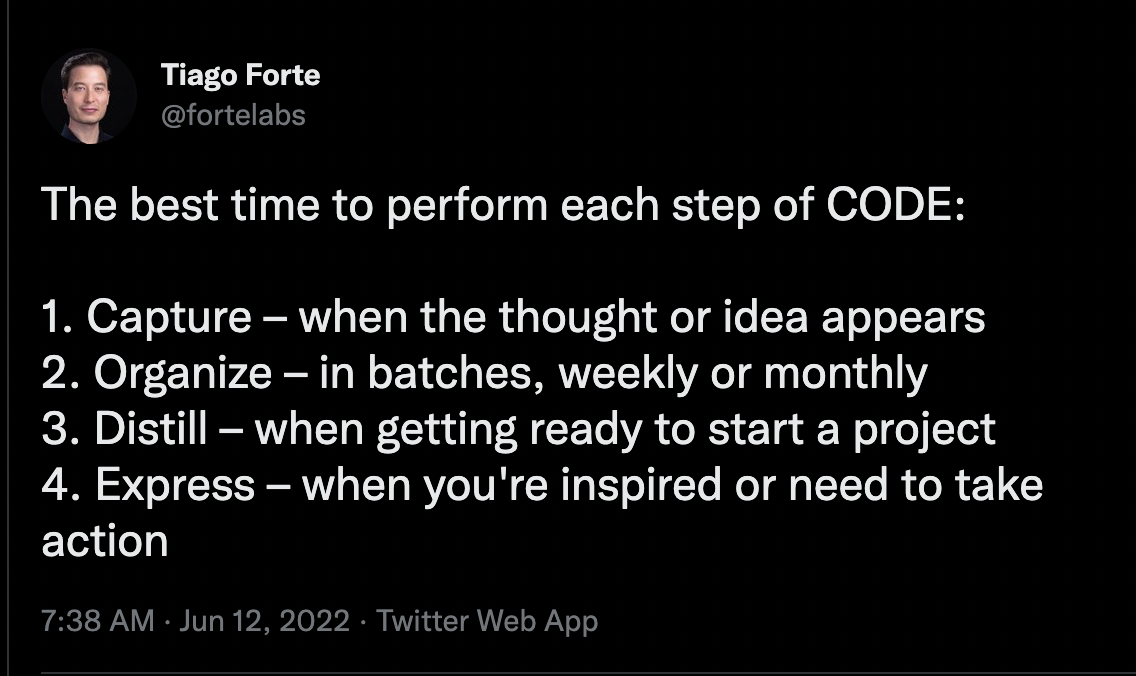 Tiago Forte
@fortelabs
The best time to perform each step of CODE:
1. Capture – when the thought or idea appears
2. Organize – in batches, weekly or monthly
3. Distill – when getting ready to start a project
4. Express – when you're inspired or need to take
action
7:38 AM · Jun 12, 2022 · Twitter Web App